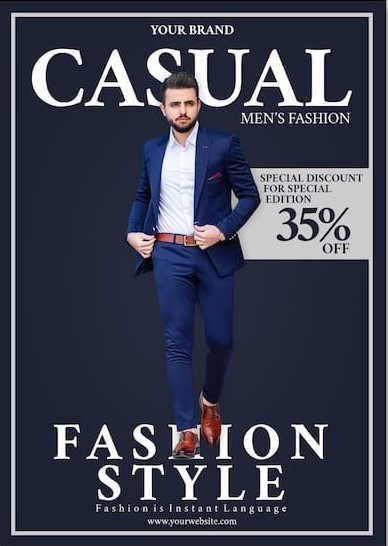 YOUR BRAND
CASUAL
MEN'S FASHION
SPECIAL DISCOUNT
FOR SPECIAL
EDITION
35%
OFF
FASHION
STYLE
Fashion is Instant Language
www.yourwebsite.com